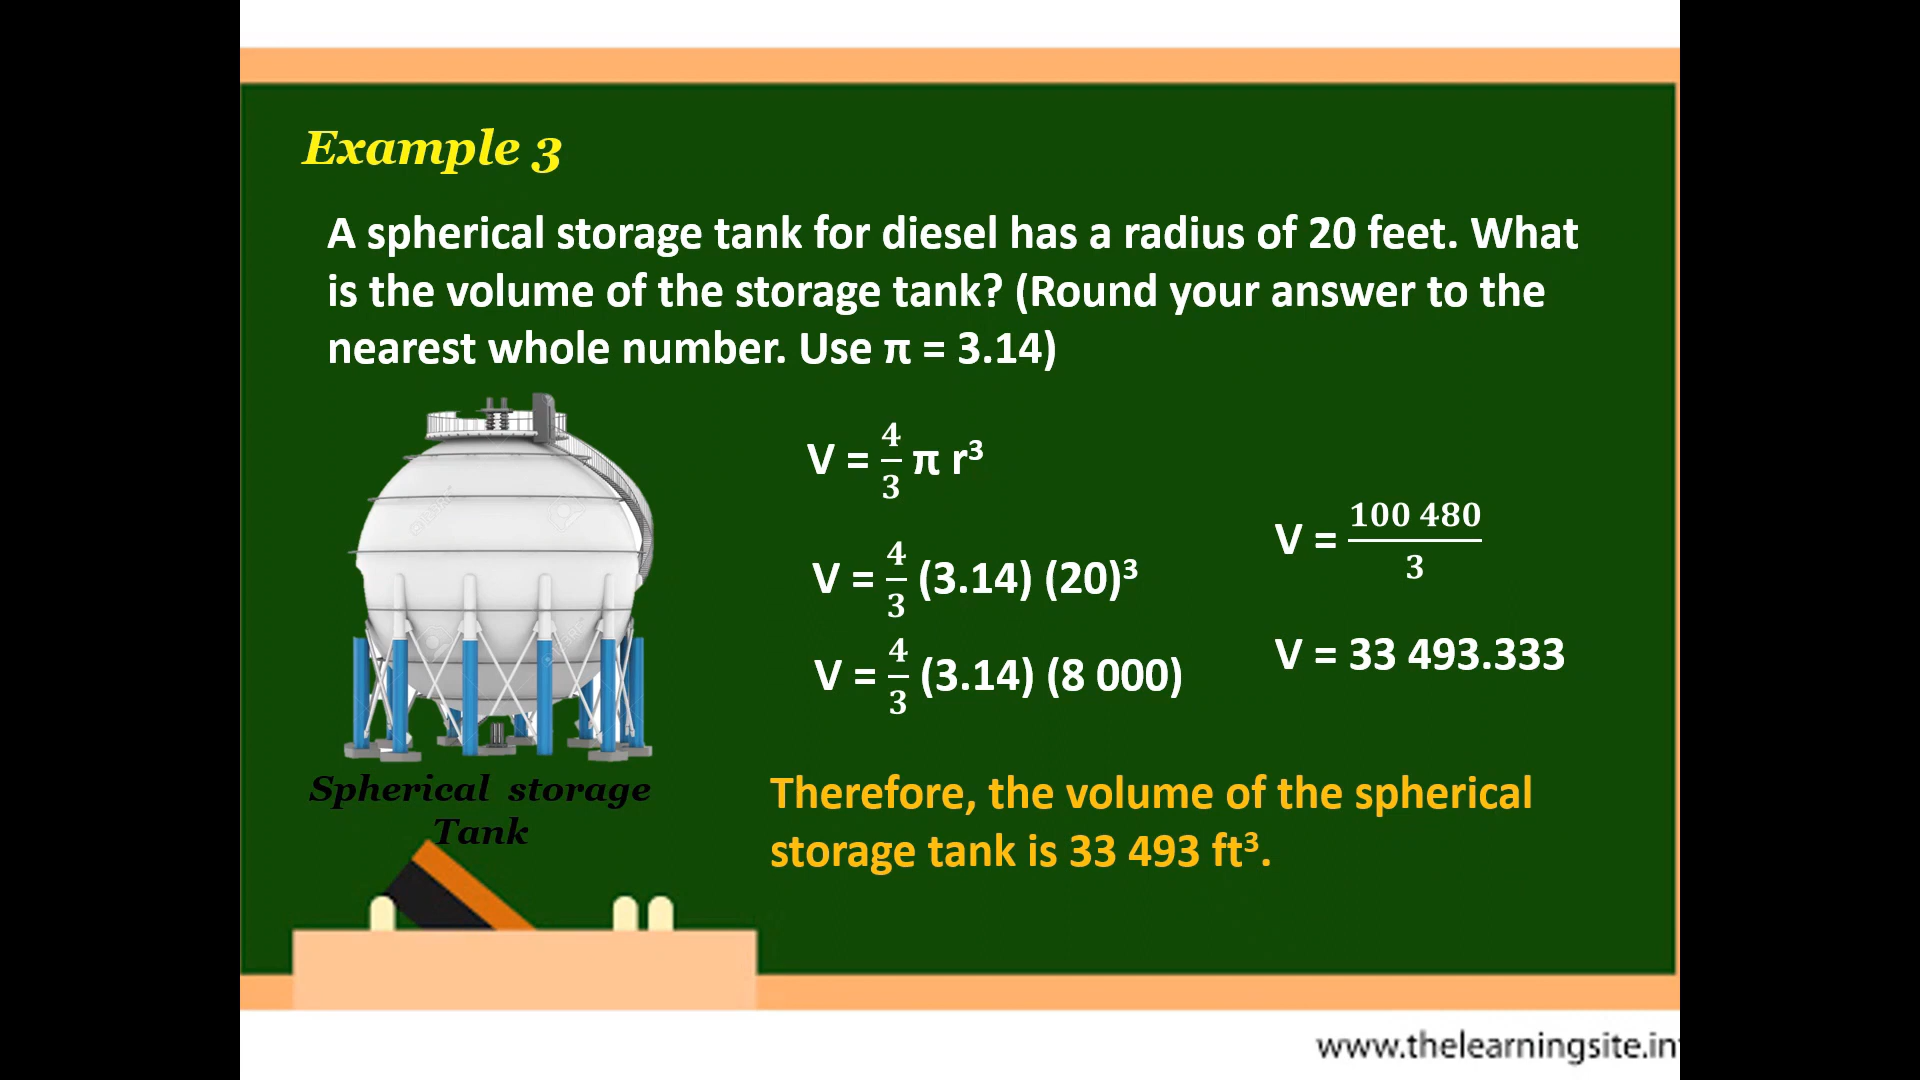 Example 3
A spherical storage tank for diesel has a radius of 20 feet. What
is the volume of the storage tank? (Round your answer to the
nearest whole number. Use π = 3.14)
V = 4/3 π r³
V = 4/3 (3.14) (20)³
V = 4/3 (3.14) (8 000)
V = 100 480/3
V = 33 493.333
Spherical storage
Tank
Therefore, the volume of the spherical
storage tank is 33 493 ft³.
www.thelearningsite.in